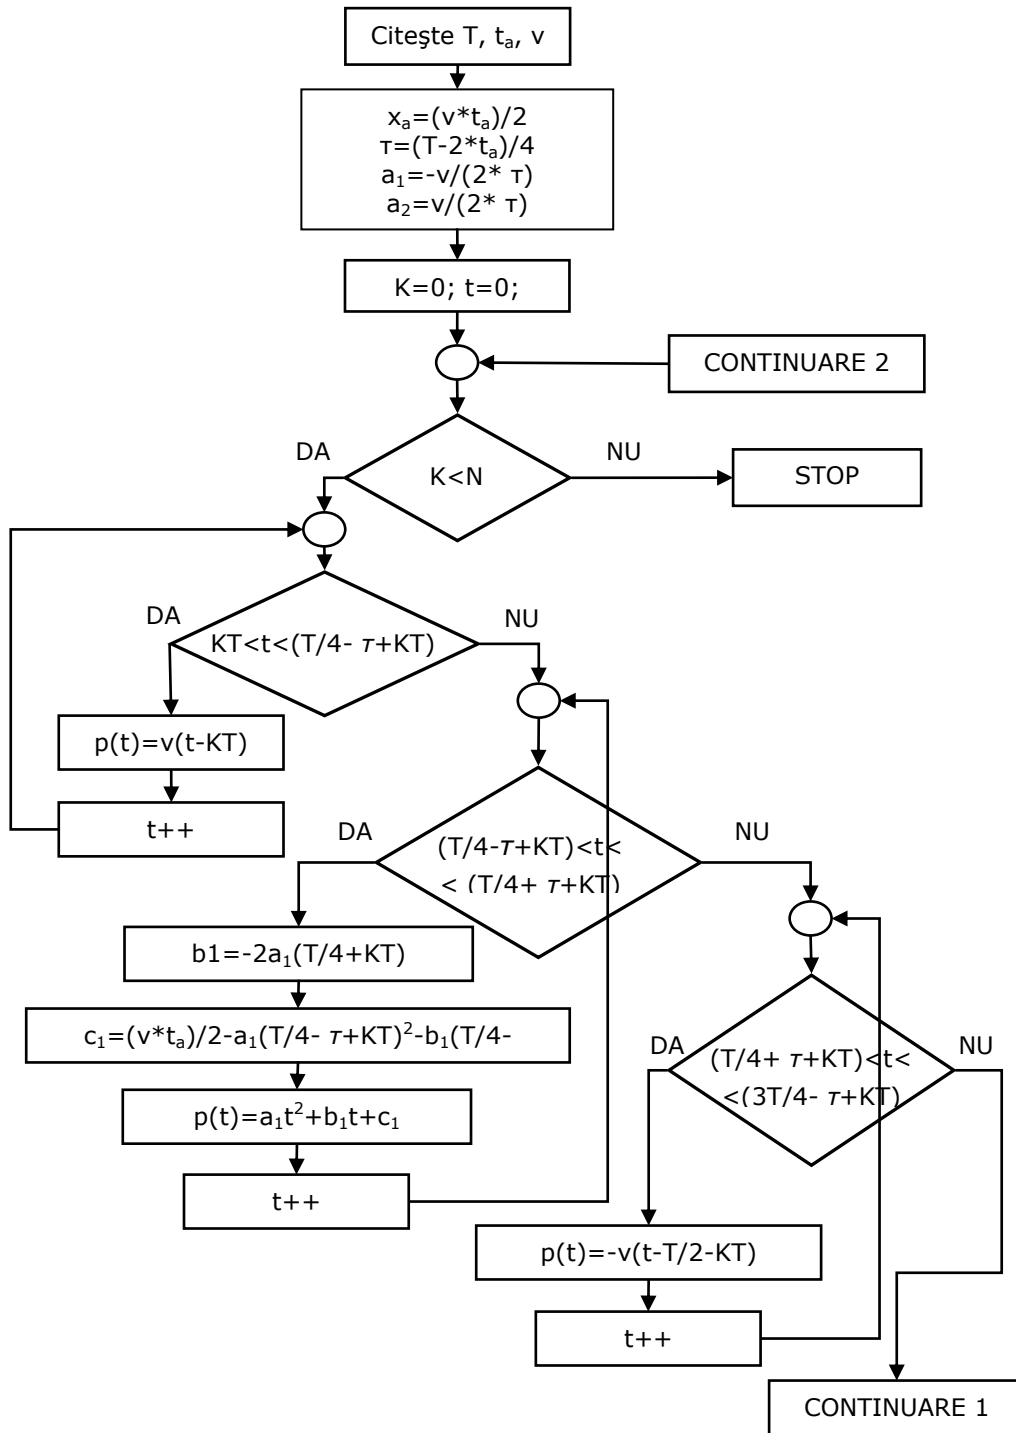 Citeşte T, tₐ, v
xₐ=(v*tₐ)/2
τ=(T-2*tₐ)/4
a₁=-v/(2* τ)
a₂=v/(2* τ)
K=0; t=0;
CONTINUARE 2
DA
NU
K<N
STOP
DA
NU
KT<t<(T/4- τ+KT)
p(t)=v(t-KT)
t++
DA
NU
(T/4-τ+KT)<t<
< (T/4+ τ+KT)
b1=-2a₁(T/4+KT)
c₁=(v*tₐ)/2-a₁(T/4- τ+KT)²-b₁(T/4-
p(t)=a₁t²+b₁t+c₁
t++
DA
NU
(T/4+ τ+KT)<t<
<(3T/4- τ+KT)
p(t)=-v(t-T/2-KT)
t++
CONTINUARE 1